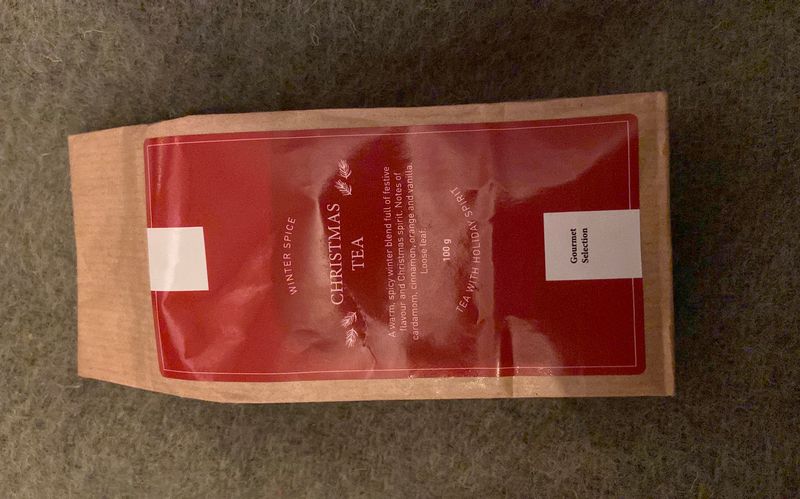 WINTER SPICE
CHRISTMAS
TEA
A warm, spicy winter blend full of festive
flavour and Christmas spirit. Notes of
cardamom, cinnamon, orange and vanilla.
Loose leaf.
100 g
TEA WITH HOLIDAY SPIRIT
Gourmet
Selection